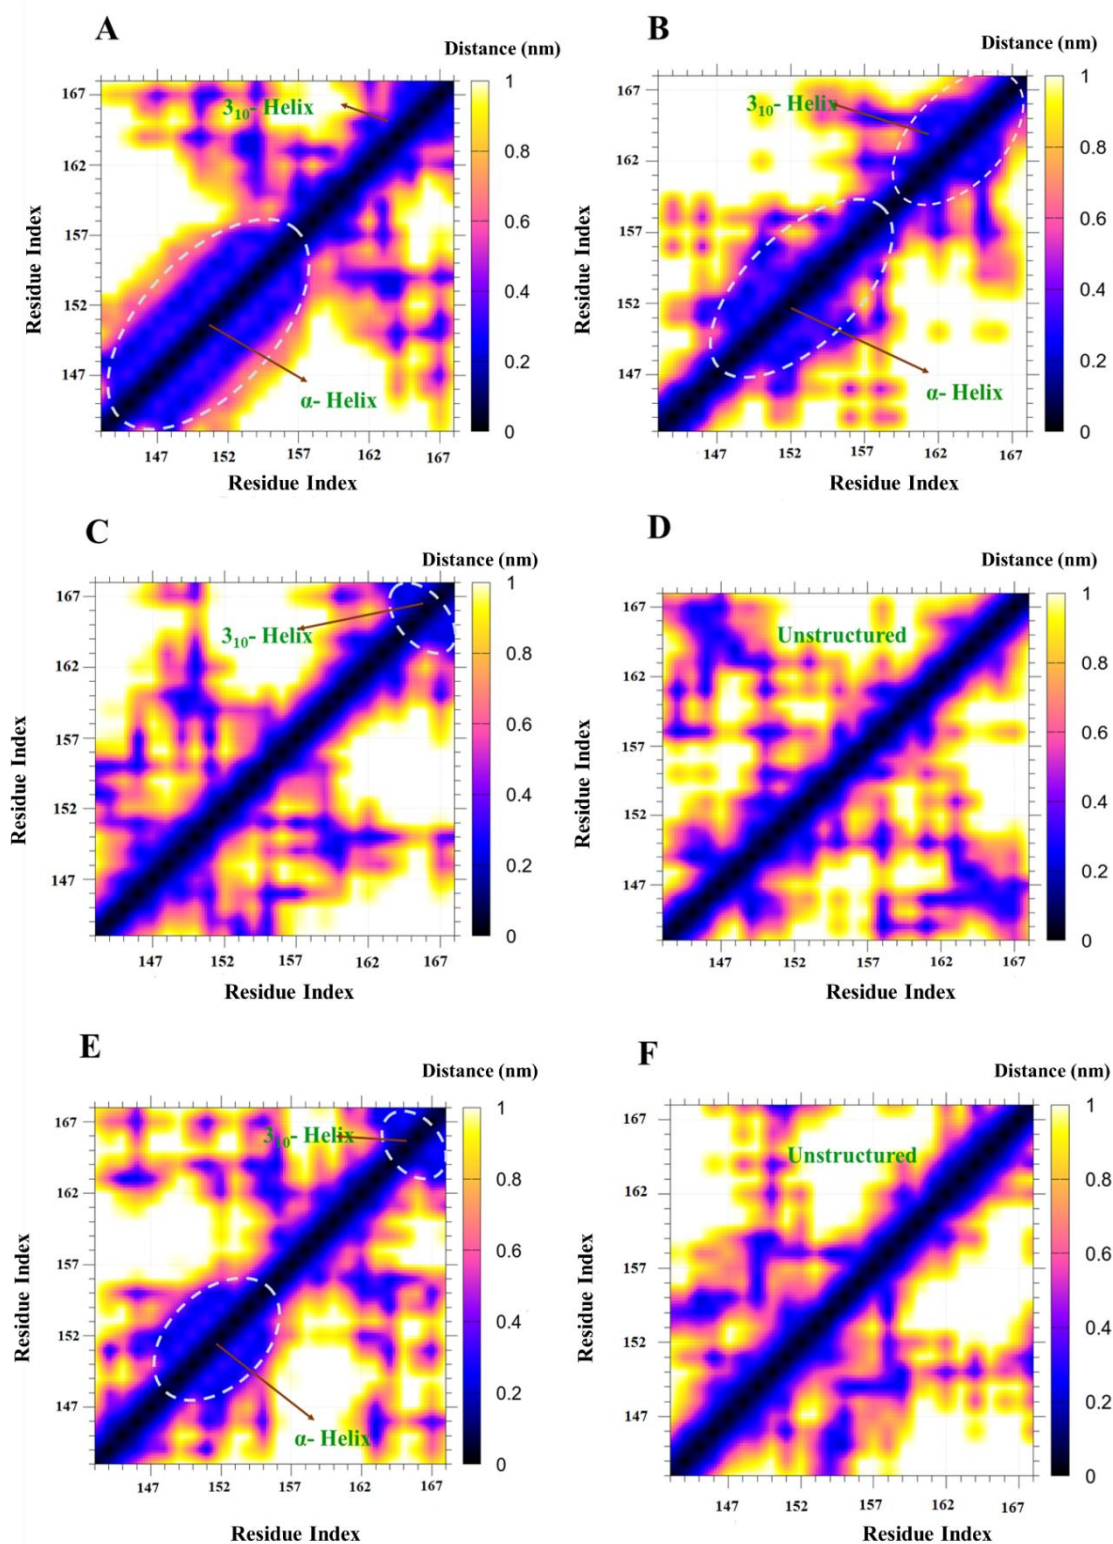 A
Distance (nm)
167
162
157
152
147
147
152
157
162
167
Residue Index
Residue Index
3₁₀- Helix
α- Helix
1
0.8
0.6
0.4
0.2
0
B
Distance (nm)
167
162
157
152
147
147
152
157
162
167
Residue Index
Residue Index
3₁₀- Helix
α- Helix
1
0.8
0.6
0.4
0.2
0
C
Distance (nm)
167
162
157
152
147
147
152
157
162
167
Residue Index
Residue Index
3₁₀- Helix
1
0.8
0.6
0.4
0.2
0
D
Distance (nm)
167
162
157
152
147
147
152
157
162
167
Residue Index
Residue Index
Unstructured
1
0.8
0.6
0.4
0.2
0
E
Distance (nm)
167
162
157
152
147
147
152
157
162
167
Residue Index
Residue Index
3₁₀- Helix
α- Helix
1
0.8
0.6
0.4
0.2
0
F
Distance (nm)
167
162
157
152
147
147
152
157
162
167
Residue Index
Residue Index
Unstructured
1
0.8
0.6
0.4
0.2
0